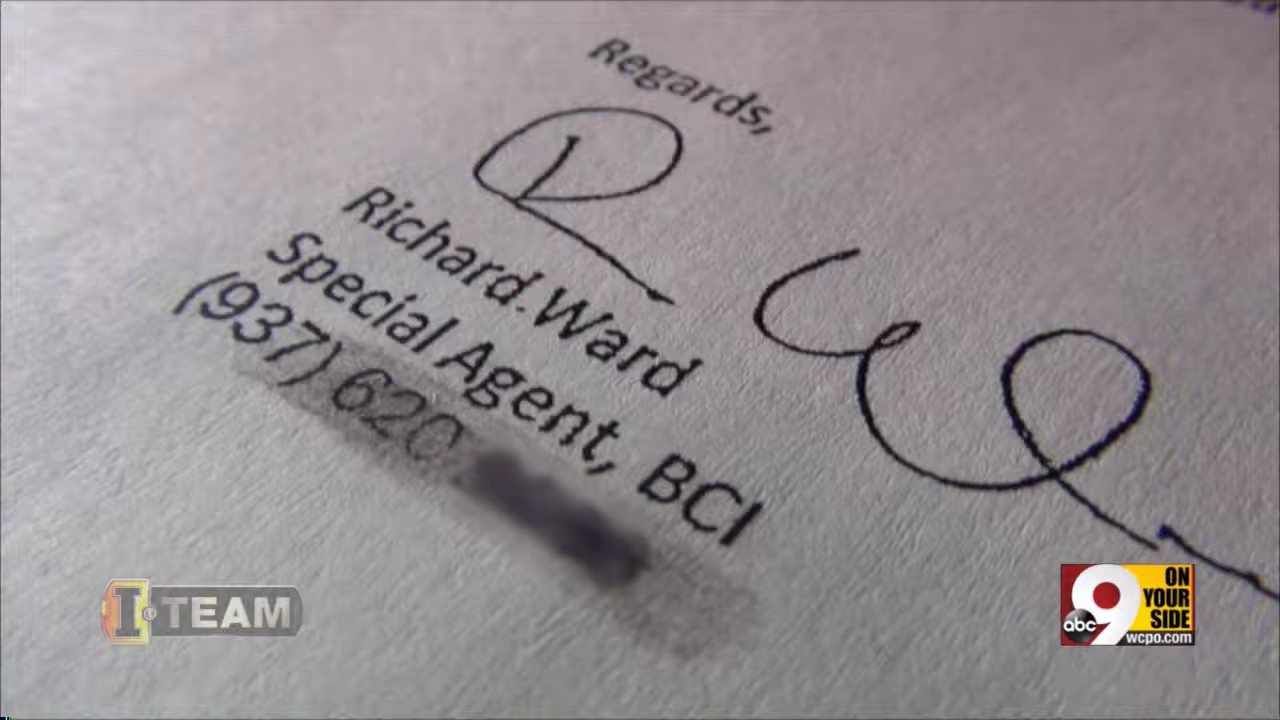 Regards,
Richard.Ward
Special Agent, BCI
(937) 620
I TEAM
abc 9
ON
YOUR
SIDE
wcpo.com